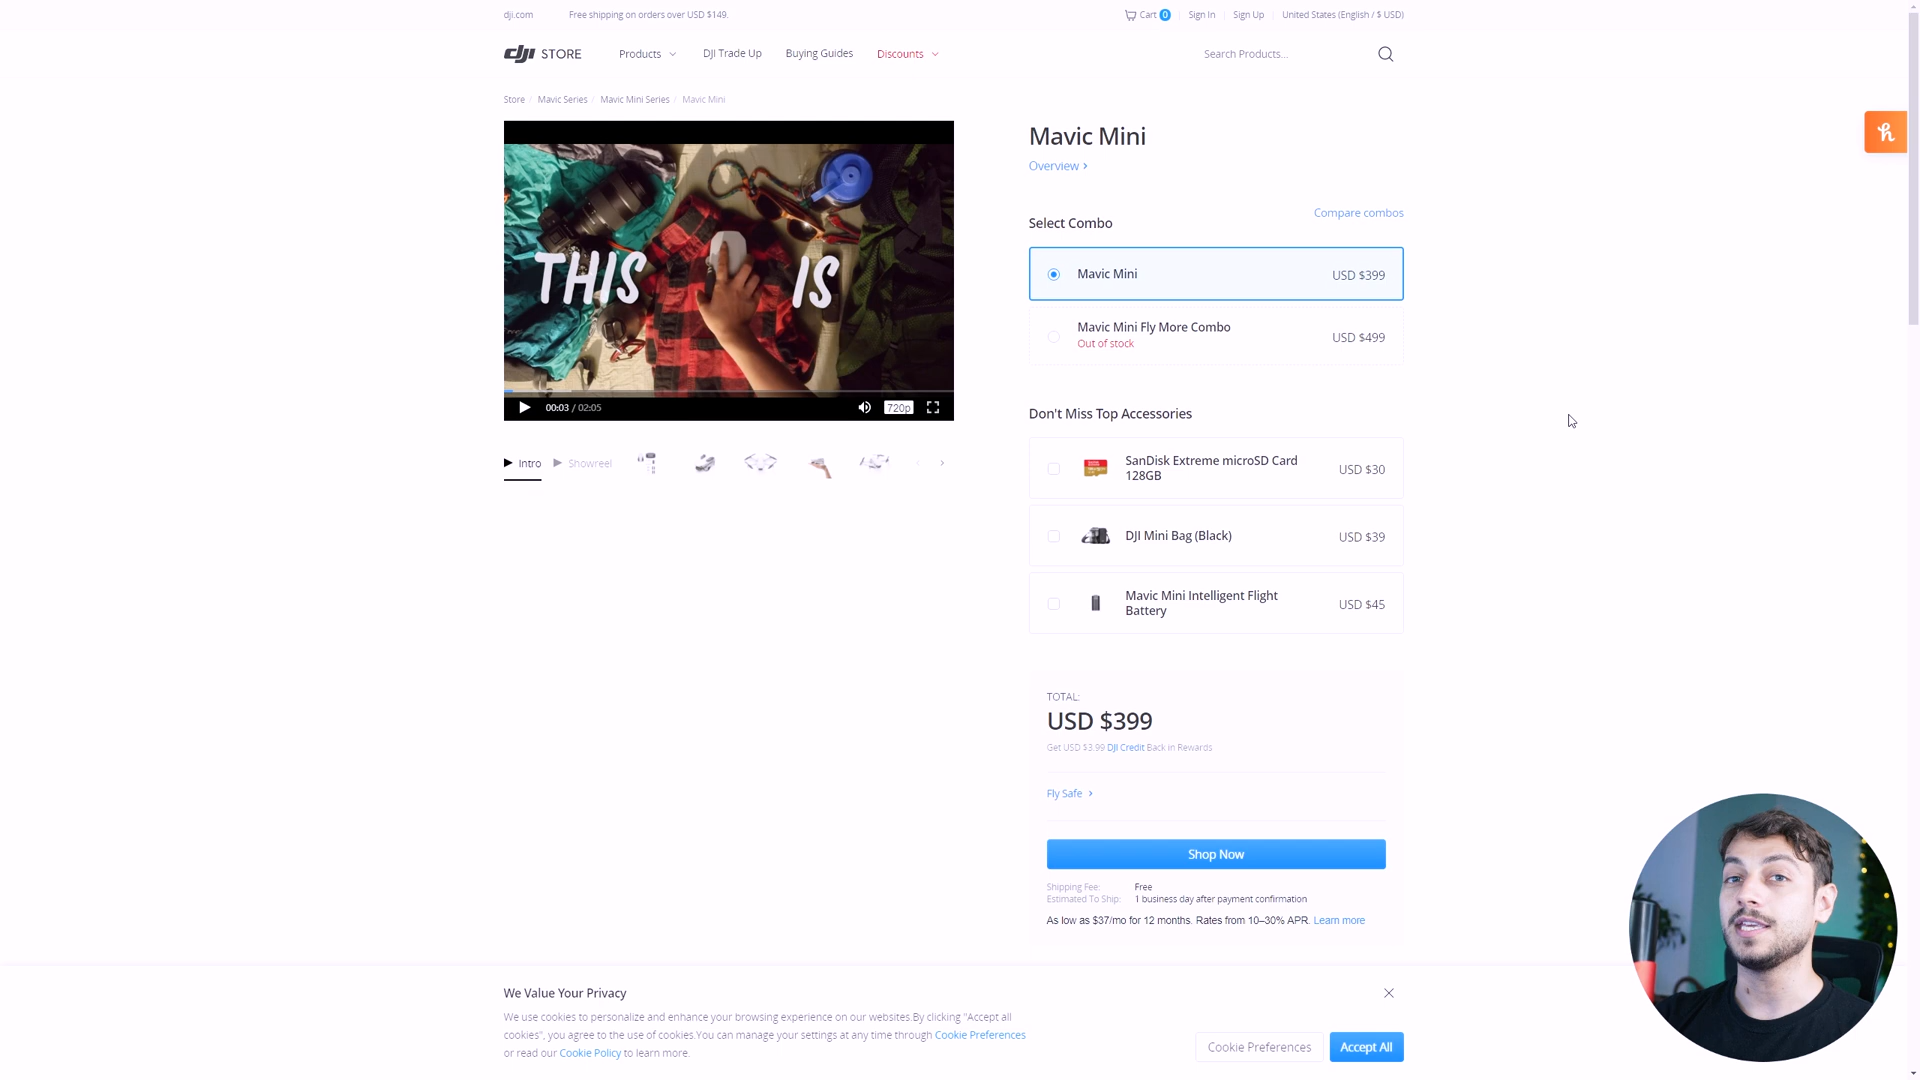 dji.com
Free shipping on orders over USD $149.
Cart 0
Sign In
Sign Up
United States (English / $ USD)
dji STORE
Products
DJI Trade Up
Buying Guides
Discounts
Search Products...
Store / Mavic Series / Mavic Mini Series / Mavic Mini
THIS IS
00:03 / 02:05
720p
Intro
Showreel
Mavic Mini
Overview >
Select Combo
Compare combos
Mavic Mini
USD $399
Mavic Mini Fly More Combo
Out of stock
USD $499
Don't Miss Top Accessories
SanDisk Extreme microSD Card
128GB
USD $30
DJI Mini Bag (Black)
USD $39
Mavic Mini Intelligent Flight
Battery
USD $45
TOTAL:
USD $399
Get USD $3.99 DJI Credit Back in Rewards
Fly Safe >
Shop Now
Shipping Fee: Free
Estimated To Ship: 1 business day after payment confirmation
As low as $37/mo for 12 months. Rates from 10–30% APR. Learn more
We Value Your Privacy
We use cookies to personalize and enhance your browsing experience on our websites.By clicking "Accept all
cookies", you agree to the use of cookies.You can manage your settings at any time through Cookie Preferences
or read our Cookie Policy to learn more.
Cookie Preferences
Accept All